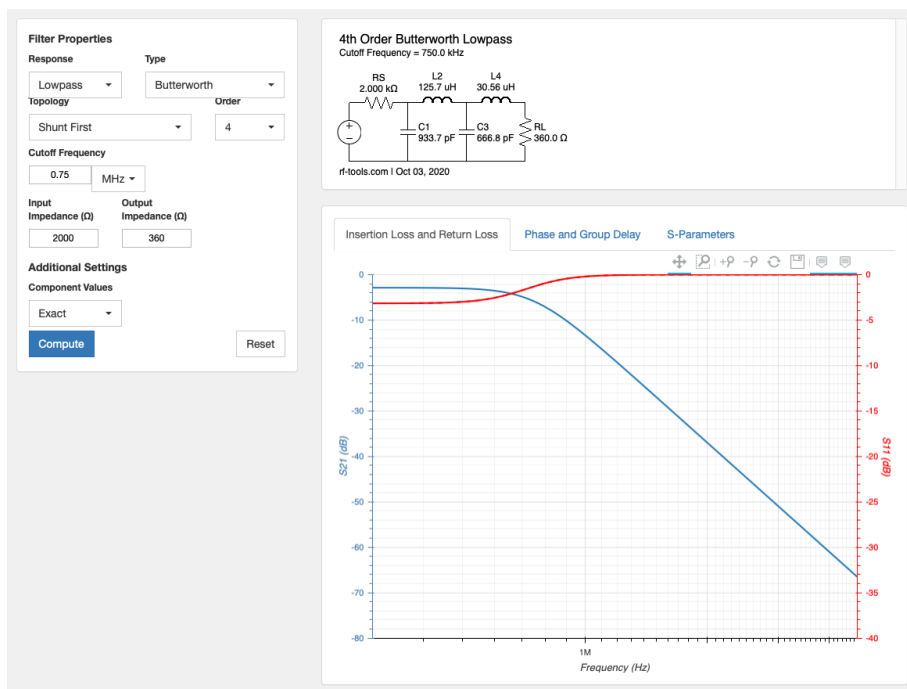 Filter Properties
Response Type
Lowpass Butterworth
Topology Order
Shunt First 4
Cutoff Frequency
0.75 MHz
Input Output
Impedance (Ω) Impedance (Ω)
2000 360
Additional Settings
Component Values
Exact
Compute Reset
4th Order Butterworth Lowpass
Cutoff Frequency = 750.0 kHz
RS L2 L4
2.000 kΩ 125.7 uH 30.56 uH
+ C1 C3 RL
- 933.7 pF 666.8 pF 360.0 Ω
rf-tools.com | Oct 03, 2020
Insertion Loss and Return Loss Phase and Group Delay S-Parameters
0 0
-10 -5
-20 -10
-30 -15
S21 (dB) -40 -20 S11 (dB)
-50 -25
-60 -30
-70 -35
-80 -40
1M
Frequency (Hz)